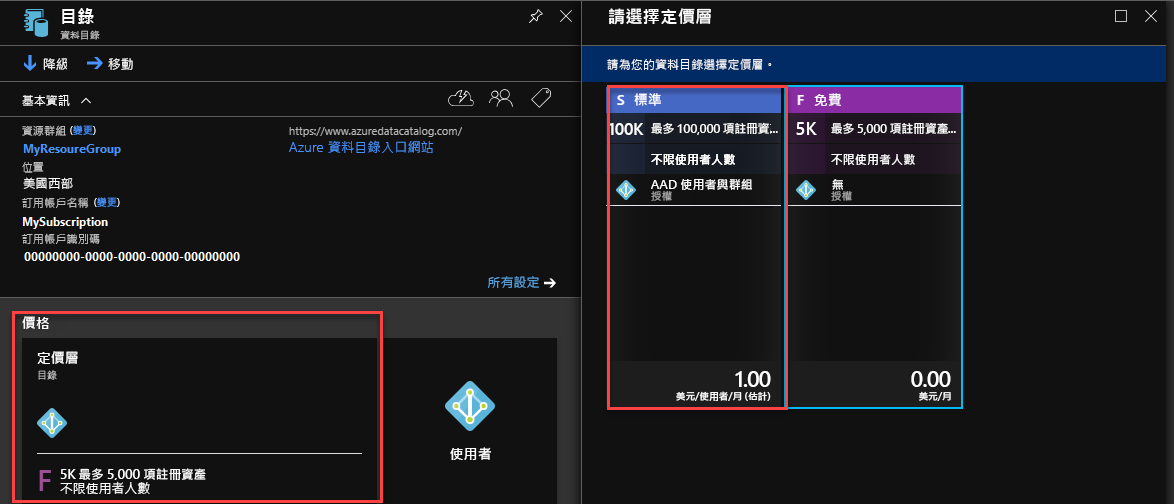 目錄
資料目錄
降級
移動
基本資訊
資源群組 (變更)
MyResoureGroup
位置
美國西部
訂用帳戶名稱 (變更)
MySubscription
訂用帳戶識別碼
00000000-0000-0000-0000-00000000
https://www.azuredatacatalog.com/
Azure 資料目錄入口網站
所有設定
價格
定價層
目錄
F
5K 最多 5,000 項註冊資產
不限使用者人數
使用者
請選擇定價層
請為您的資料目錄選擇定價層。
S 標準
100K 最多 100,000 項註冊資...
不限使用者人數
AAD 使用者與群組
授權
1.00
美元/使用者/月 (估計)
F 免費
5K 最多 5,000 項註冊資產...
不限使用者人數
無
授權
0.00
美元/月